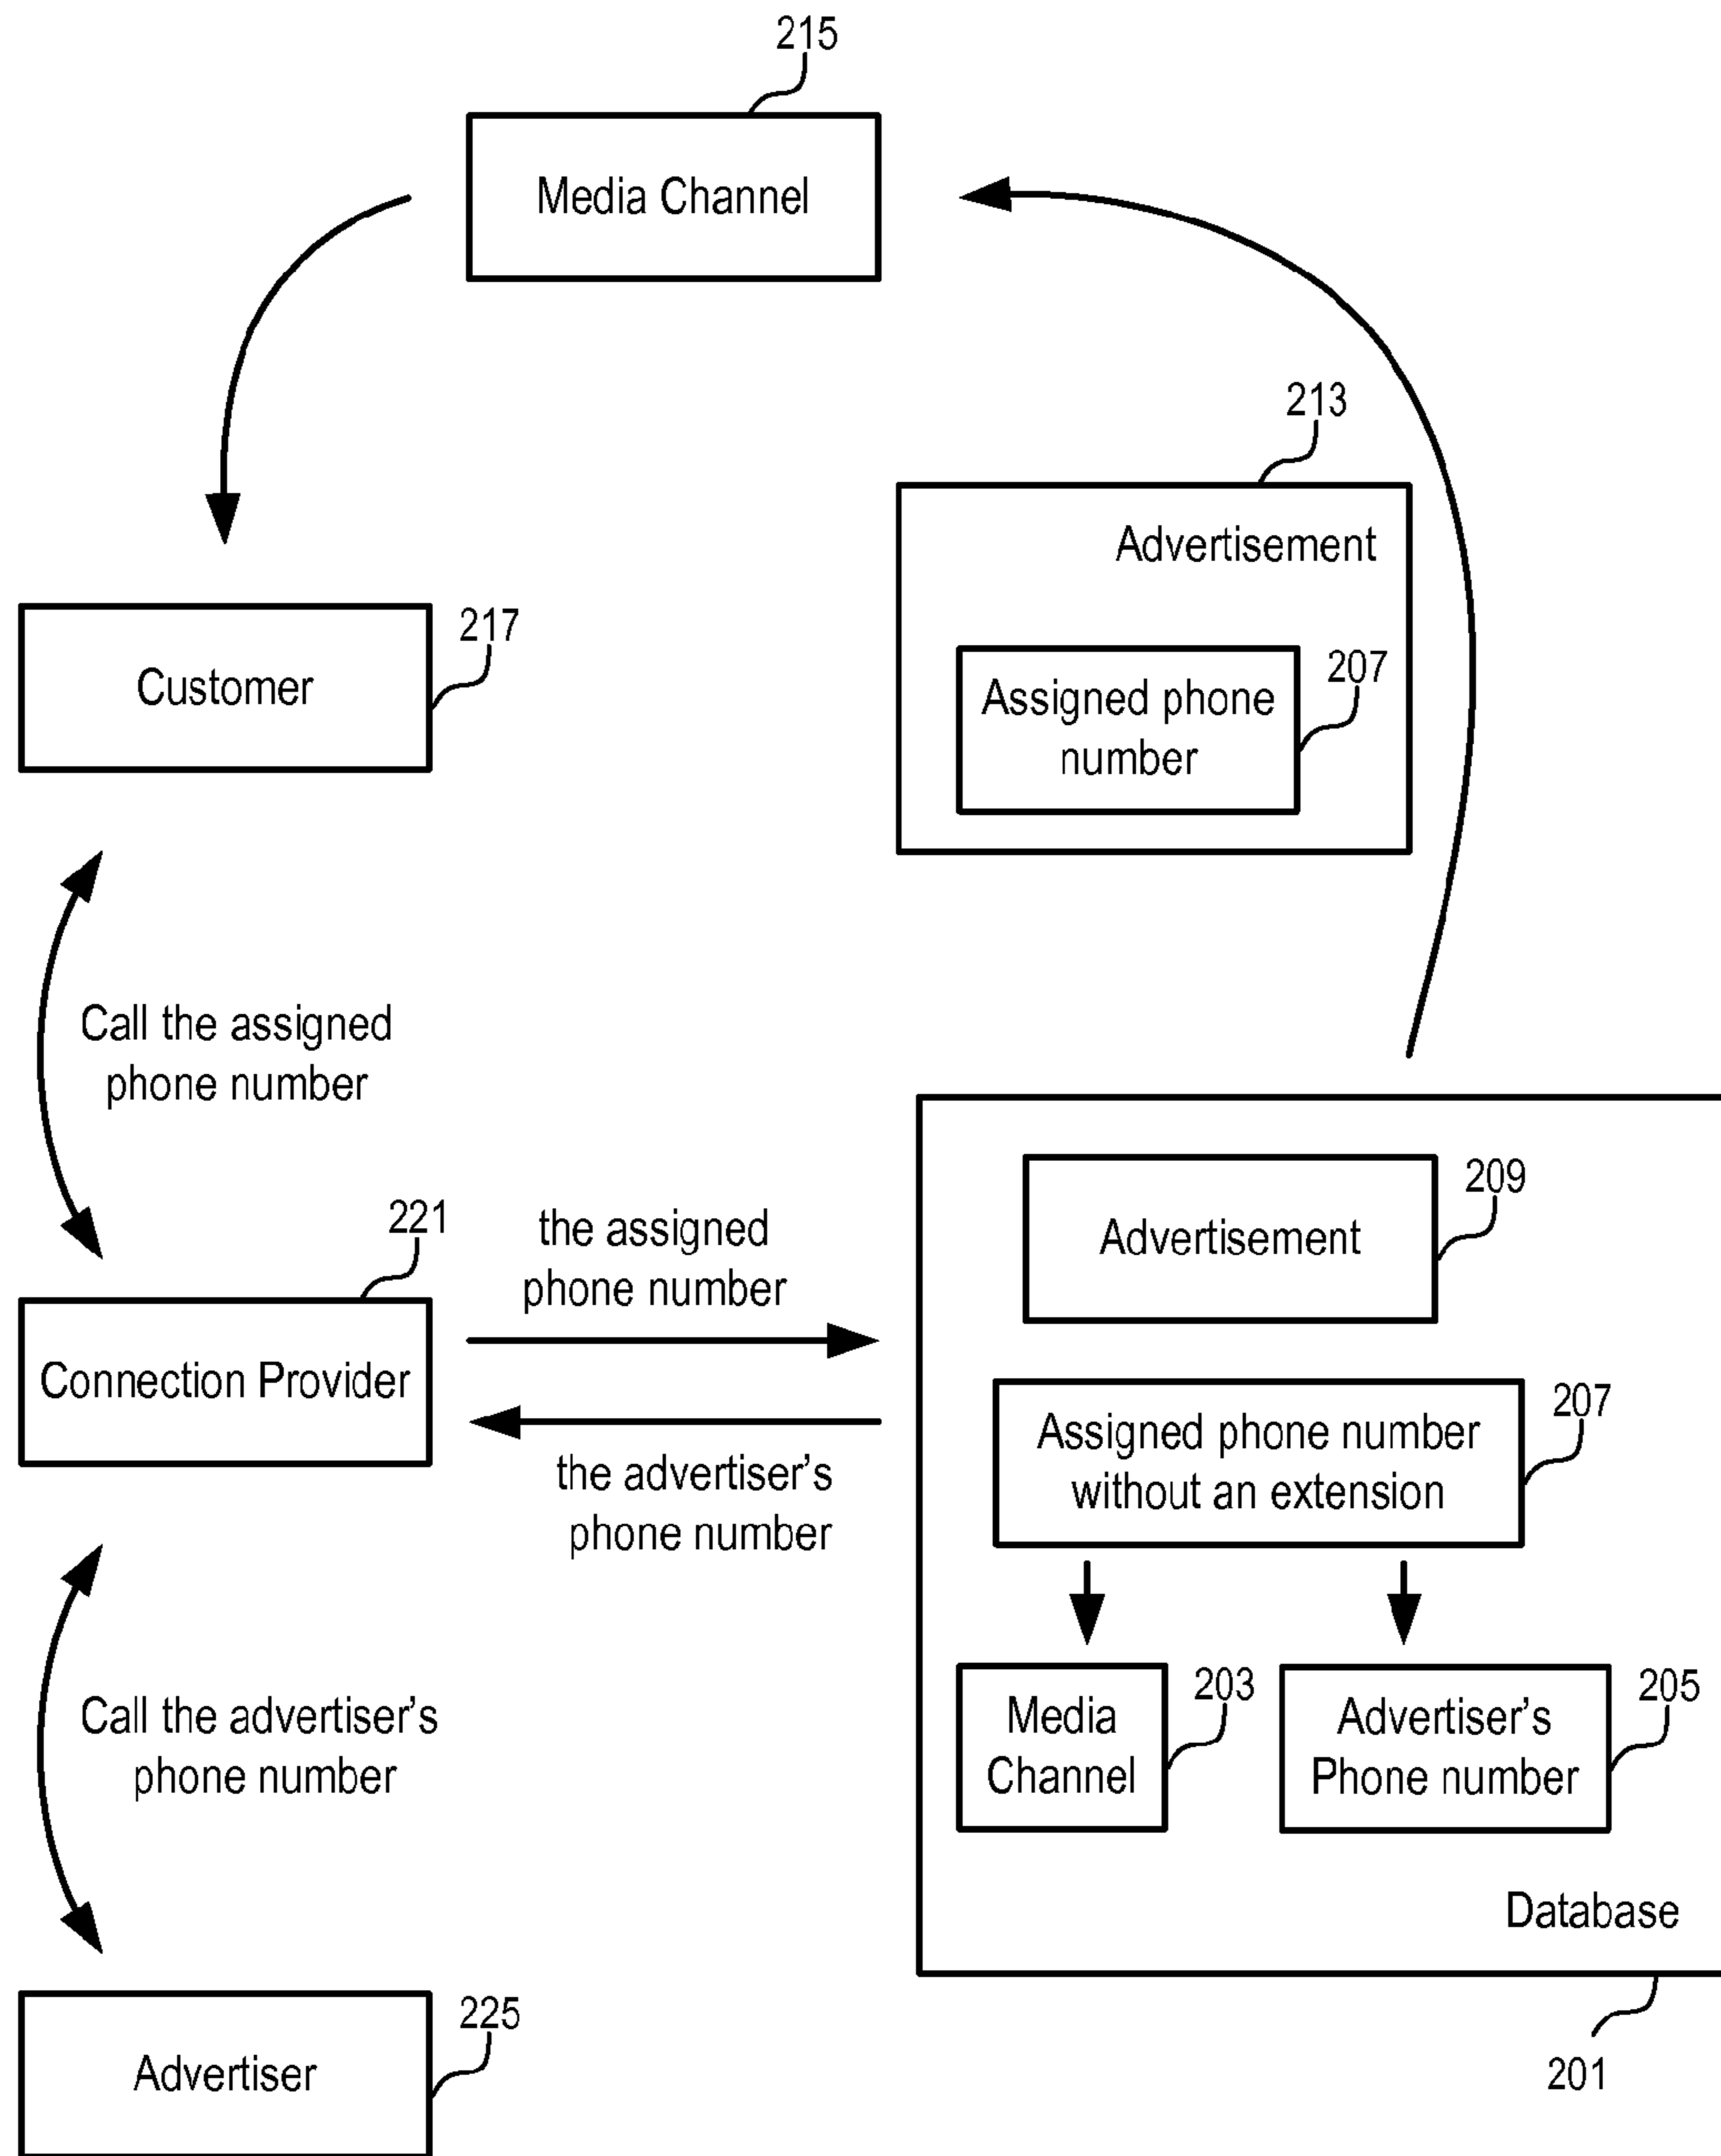 215
Media Channel
213
Advertisement
217
Customer
207
Assigned phone
number
Call the assigned
phone number
221
the assigned
phone number
209
Advertisement
Connection Provider
207
Assigned phone number
without an extension
the advertiser's
phone number
203
Media
Channel
205
Advertiser's
Phone number
Call the advertiser's
phone number
Database
225
Advertiser
201